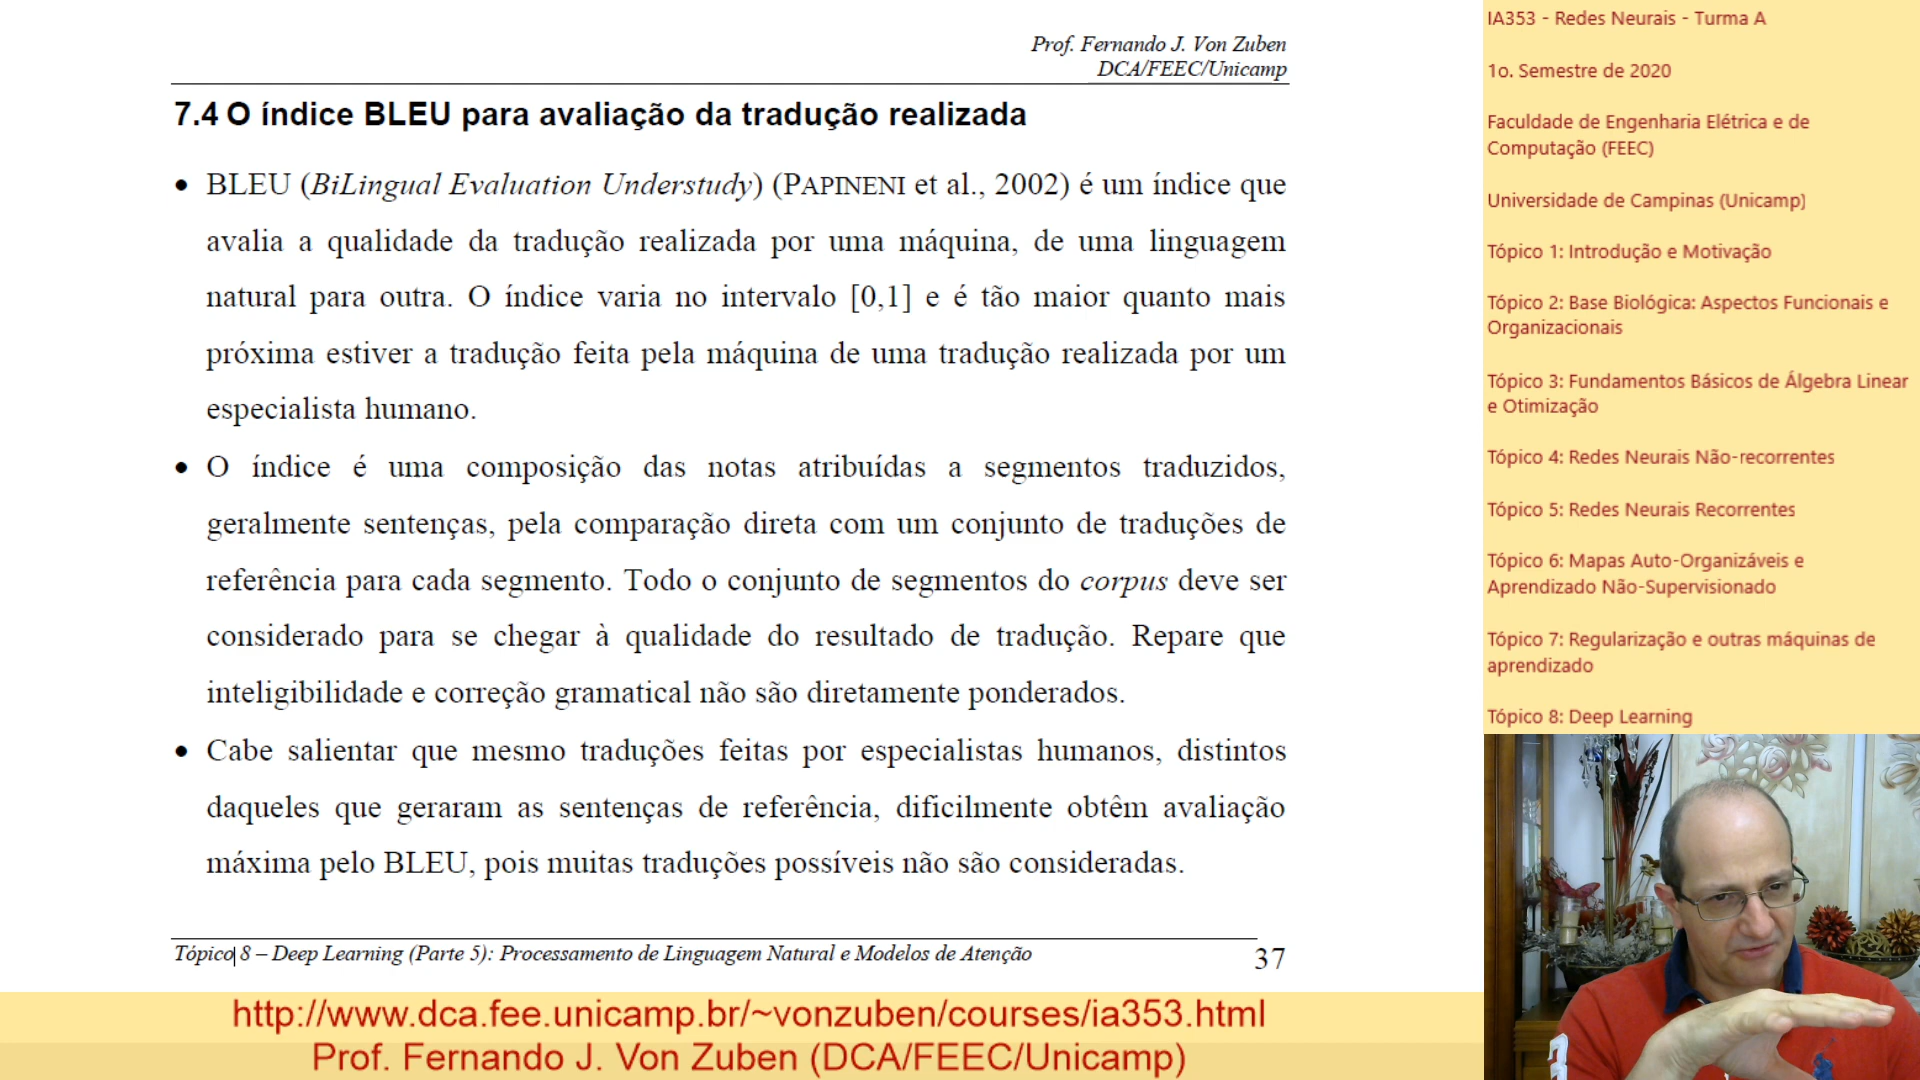 Prof. Fernando J. Von Zuben
DCA/FEEC/Unicamp
7.4 O índice BLEU para avaliação da tradução realizada
• BLEU (BiLingual Evaluation Understudy) (PAPINENI et al., 2002) é um índice que
avalia a qualidade da tradução realizada por uma máquina, de uma linguagem
natural para outra. O índice varia no intervalo [0,1] e é tão maior quanto mais
próxima estiver a tradução feita pela máquina de uma tradução realizada por um
especialista humano.
• O índice é uma composição das notas atribuídas a segmentos traduzidos,
geralmente sentenças, pela comparação direta com um conjunto de traduções de
referência para cada segmento. Todo o conjunto de segmentos do corpus deve ser
considerado para se chegar à qualidade do resultado de tradução. Repare que
inteligibilidade e correção gramatical não são diretamente ponderados.
• Cabe salientar que mesmo traduções feitas por especialistas humanos, distintos
daqueles que geraram as sentenças de referência, dificilmente obtêm avaliação
máxima pelo BLEU, pois muitas traduções possíveis não são consideradas.
Tópico 8 – Deep Learning (Parte 5): Processamento de Linguagem Natural e Modelos de Atenção
37
http://www.dca.fee.unicamp.br/~vonzuben/courses/ia353.html
Prof. Fernando J. Von Zuben (DCA/FEEC/Unicamp)
IA353 - Redes Neurais - Turma A
1o. Semestre de 2020
Faculdade de Engenharia Elétrica e de
Computação (FEEC)
Universidade de Campinas (Unicamp)
Tópico 1: Introdução e Motivação
Tópico 2: Base Biológica: Aspectos Funcionais e
Organizacionais
Tópico 3: Fundamentos Básicos de Álgebra Linear
e Otimização
Tópico 4: Redes Neurais Não-recorrentes
Tópico 5: Redes Neurais Recorrentes
Tópico 6: Mapas Auto-Organizáveis e
Aprendizado Não-Supervisionado
Tópico 7: Regularização e outras máquinas de
aprendizado
Tópico 8: Deep Learning